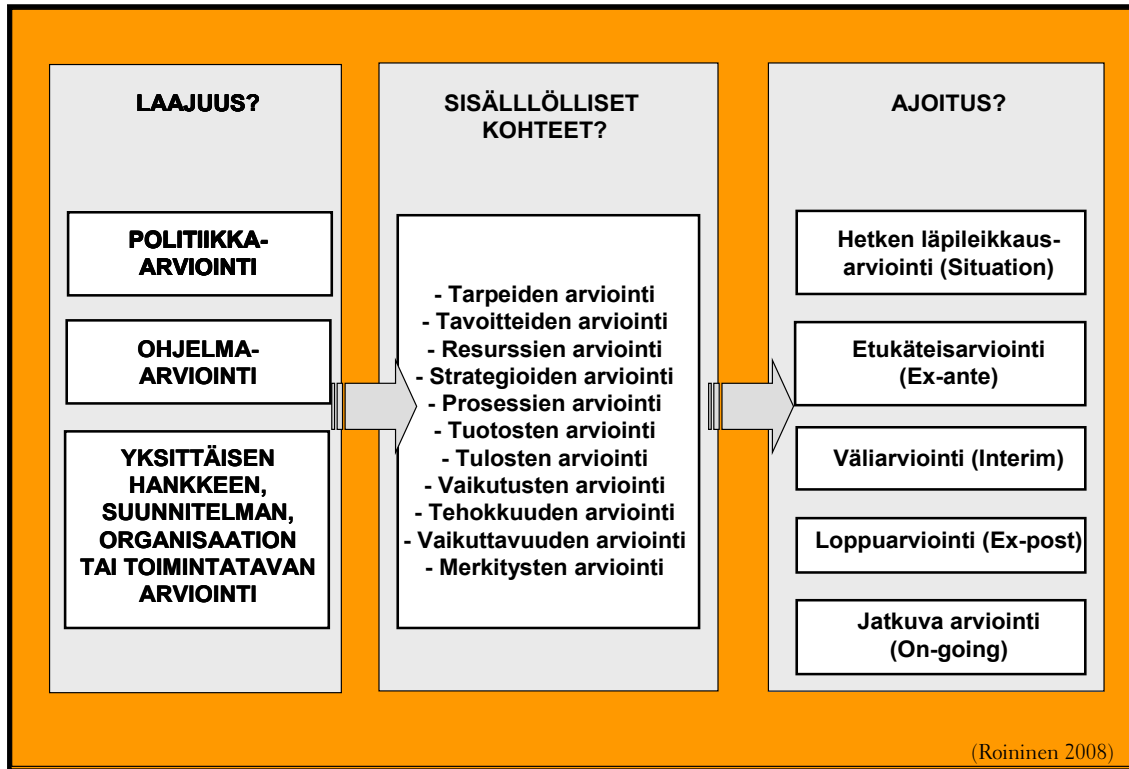 LAAJUUS?
POLITIIKKA-
ARVIOINTI
OHJELMA-
ARVIOINTI
YKSITTÄISEN
HANKKEEN,
SUUNNITELMAN,
ORGANISAATION
TAI TOIMINTATAVAN
ARVIOINTI
SISÄLLLÖLLISET
KOHTEET?
- Tarpeiden arviointi
- Tavoitteiden arviointi
- Resurssien arviointi
- Strategioiden arviointi
- Prosessien arviointi
- Tuotosten arviointi
- Tulosten arviointi
- Vaikutusten arviointi
- Tehokkuuden arviointi
- Vaikuttavuuden arviointi
- Merkitysten arviointi
AJOITUS?
Hetken läpileikkaus-
arviointi (Situation)
Etukäteisarviointi
(Ex-ante)
Väliarviointi (Interim)
Loppuarviointi (Ex-post)
Jatkuva arviointi
(On-going)
(Roininen 2008)